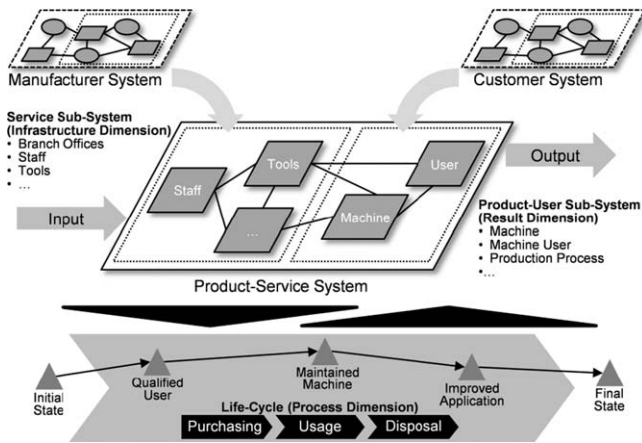 Manufacturer System
Customer System
Service Sub-System
(Infrastructure Dimension)
• Branch Offices
• Staff
• Tools
• ...
Input
Staff
Tools
...
Machine
User
Output
Product-User Sub-System
(Result Dimension)
• Machine
• Machine User
• Production Process
•...
Product-Service System
Initial
State
Qualified
User
Maintained
Machine
Improved
Application
Final
State
Life-Cycle (Process Dimension)
Purchasing
Usage
Disposal